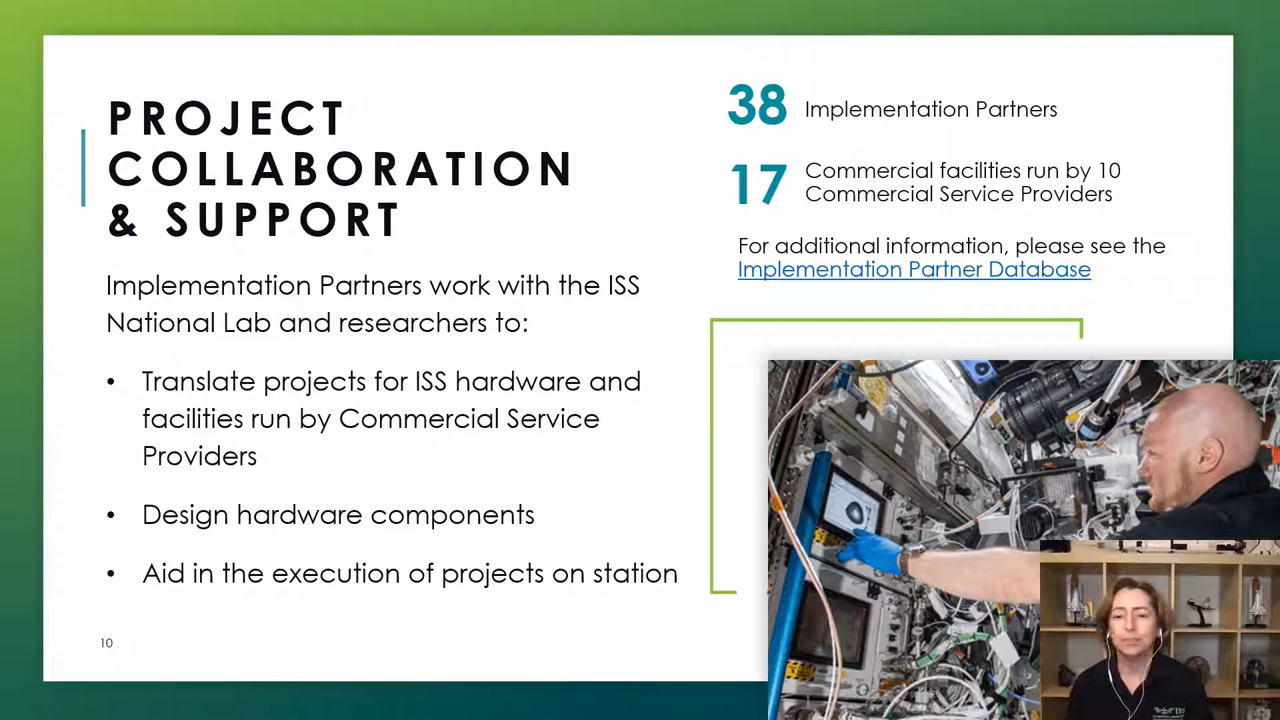 PROJECT
COLLABORATION
& SUPPORT
Implementation Partners work with the ISS
National Lab and researchers to:
• Translate projects for ISS hardware and
facilities run by Commercial Service
Providers
• Design hardware components
• Aid in the execution of projects on station
10
38 Implementation Partners
17 Commercial facilities run by 10
Commercial Service Providers
For additional information, please see the
Implementation Partner Database
ISS